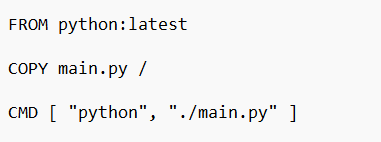 FROM python:latest
COPY main.py /
CMD [ "python", "./main.py" ]